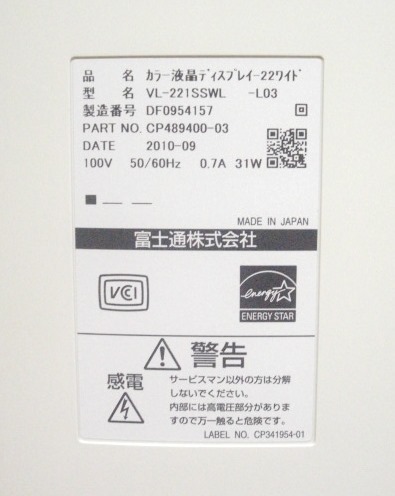 品 名 カラー液晶ディスプレイ-22ワイド
型 名 VL-221SSWL -L03
製造番号 DF0954157
PART NO. CP489400-03
DATE 2010-09
100V 50/60Hz 0.7A 31W
MADE IN JAPAN
富士通株式会社
VCCI
energy
ENERGY STAR
警告
感電
サービスマン以外の方は分解
しないでください。
内部には高電圧部分がありま
すので万一触ると危険です。
LABEL NO. CP341954-01